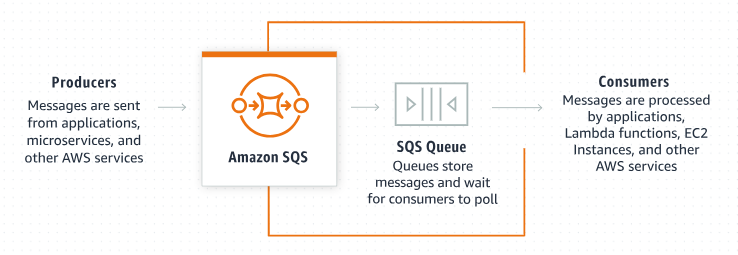 Producers
Messages are sent
from applications,
microservices, and
other AWS services
Amazon SQS
SQS Queue
Queues store
messages and wait
for consumers to poll
Consumers
Messages are processed
by applications,
Lambda functions, EC2
Instances, and other
AWS services